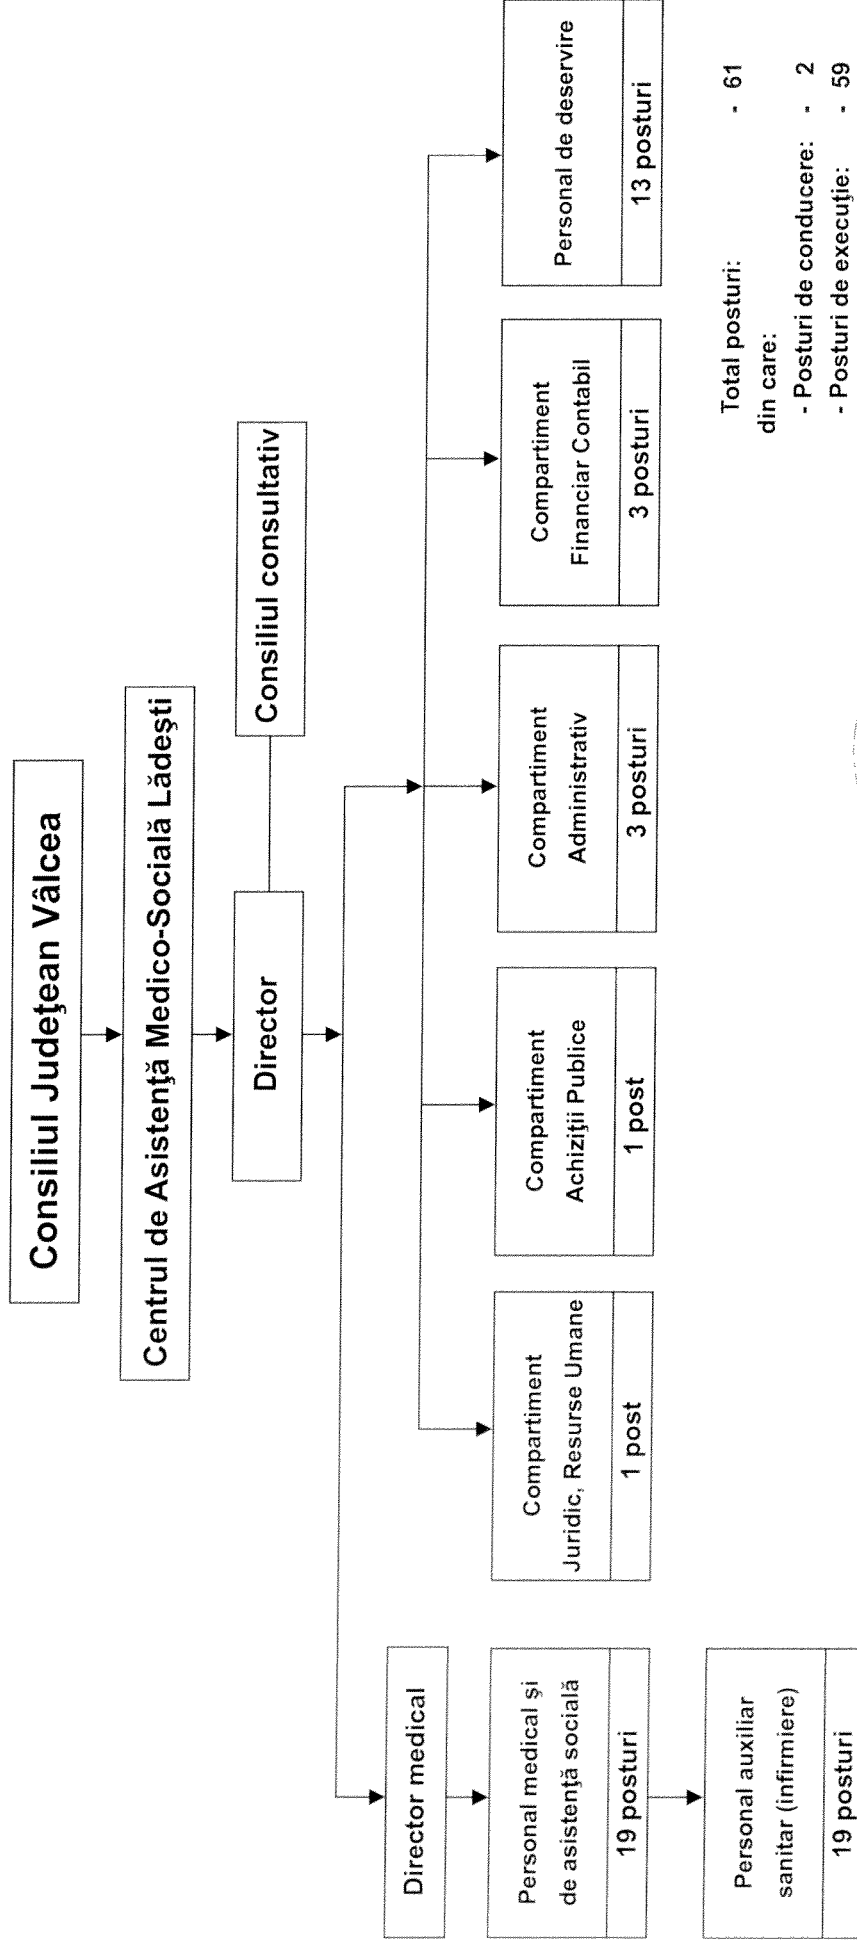 Consiliul Judeţean Vâlcea
Centrul de Asistenţă Medico-Socială Lădeşti
Director
Consiliul consultativ
Director medical
Personal medical şi
de asistenţă socială
19 posturi
Personal auxiliar
sanitar (infirmiere)
19 posturi
Compartiment
Juridic, Resurse Umane
1 post
Compartiment
Achiziţii Publice
1 post
Compartiment
Administrativ
3 posturi
Compartiment
Financiar Contabil
3 posturi
Personal de deservire
13 posturi
Total posturi: - 61
din care:
- Posturi de conducere: - 2
- Posturi de execuţie: - 59